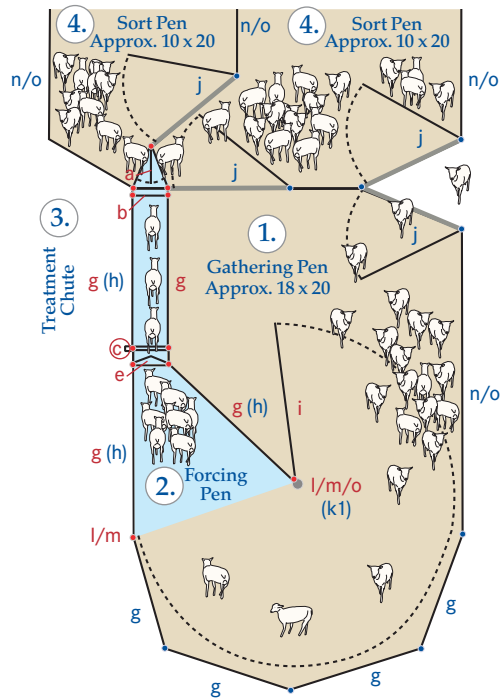 4.
Sort Pen
Approx. 10 x 20
n/o
4.
Sort Pen
Approx. 10 x 20
n/o
n/o
j
j
a
j
b
3.
Treatment
Chute
1.
Gathering Pen
Approx. 18 x 20
j
g (h)
g
c
e
i
n/o
g (h)
g (h)
2.
Forcing
Pen
l/m/o
(k1)
l/m
g
g
g
g